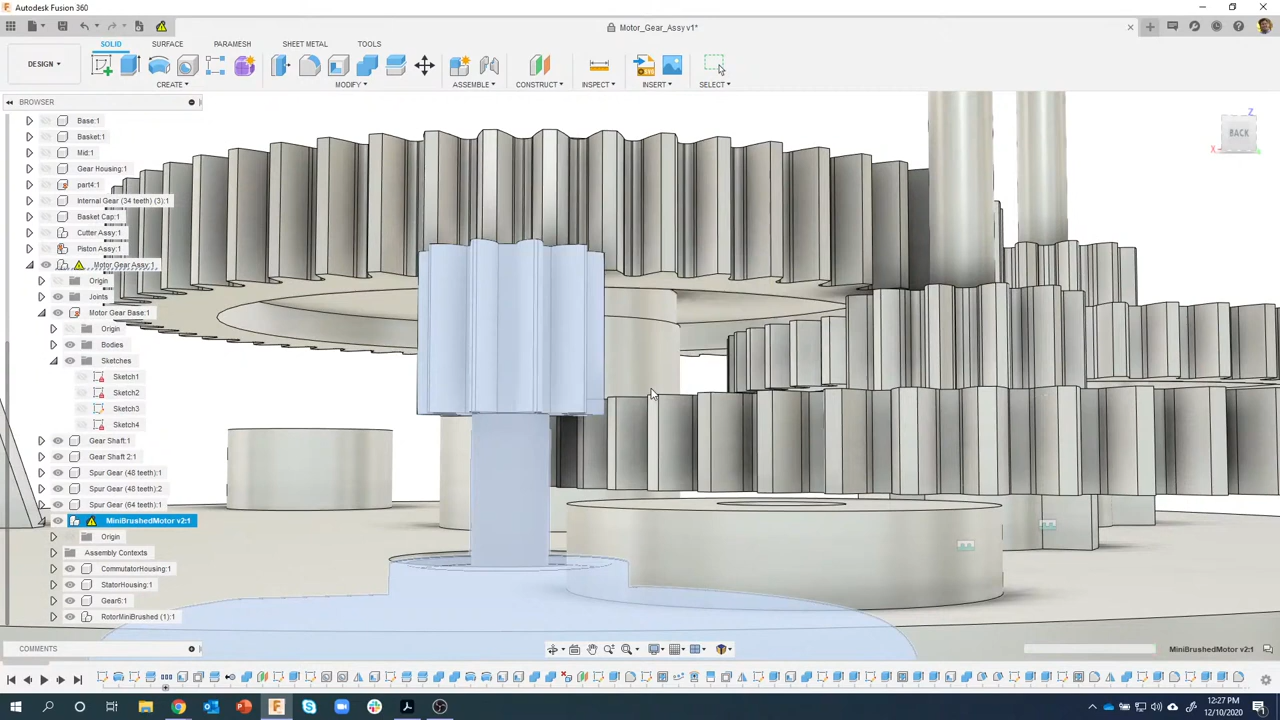 Autodesk Fusion 360
Motor_Gear_Assy v1*
SOLID SURFACE PARAMESH SHEET METAL TOOLS
DESIGN
CREATE MODIFY ASSEMBLE CONSTRUCT INSPECT INSERT SELECT
BROWSER
Base:1
Basket:1
Mid:1
Gear Housing:1
part4:1
Internal Gear (34 teeth) (3):1
Basket Cap:1
Cutter Assy:1
Piston Assy:1
Motor Gear Assy:1
Origin
Joints
Motor Gear Base:1
Origin
Bodies
Sketches
Sketch1
Sketch2
Sketch3
Sketch4
Gear Shaft:1
Gear Shaft 2:1
Spur Gear (48 teeth):1
Spur Gear (48 teeth):2
Spur Gear (64 teeth):1
MiniBrushedMotor v2:1
Origin
Assembly Contexts
CommutatorHousing:1
StatorHousing:1
Gear6:1
RotorMiniBrushed (1):1
Z
BACK
X
COMMENTS
MiniBrushedMotor v2:1
12:27 PM
12/10/2020